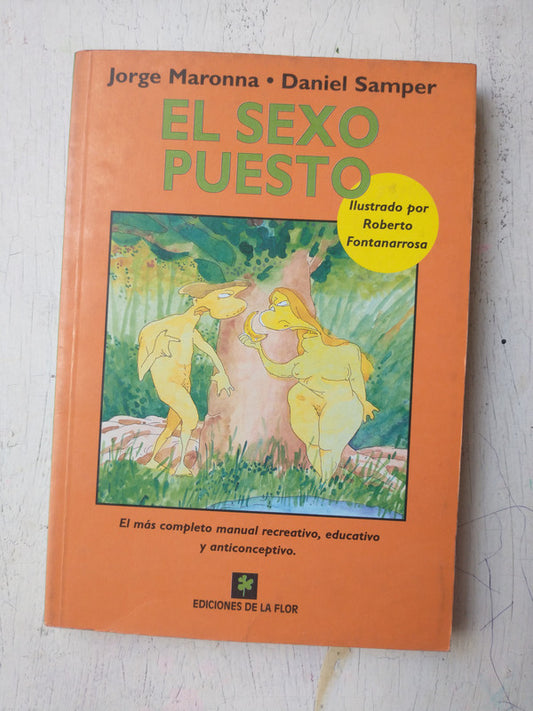 Jorge Maronna • Daniel Samper
EL SEXO
PUESTO
Ilustrado por
Roberto
Fontanarrosa
El más completo manual recreativo, educativo
y anticonceptivo.
EDICIONES DE LA FLOR